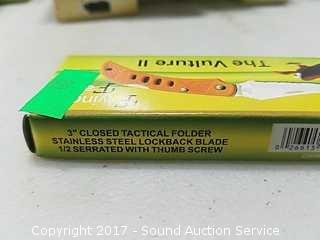 The Vulture II
3" CLOSED TACTICAL FOLDER
STAINLESS STEEL LOCKBACK BLADE
1/2 SERRATED WITH THUMB SCREW
Copyright 2017 - Sound Auction Service